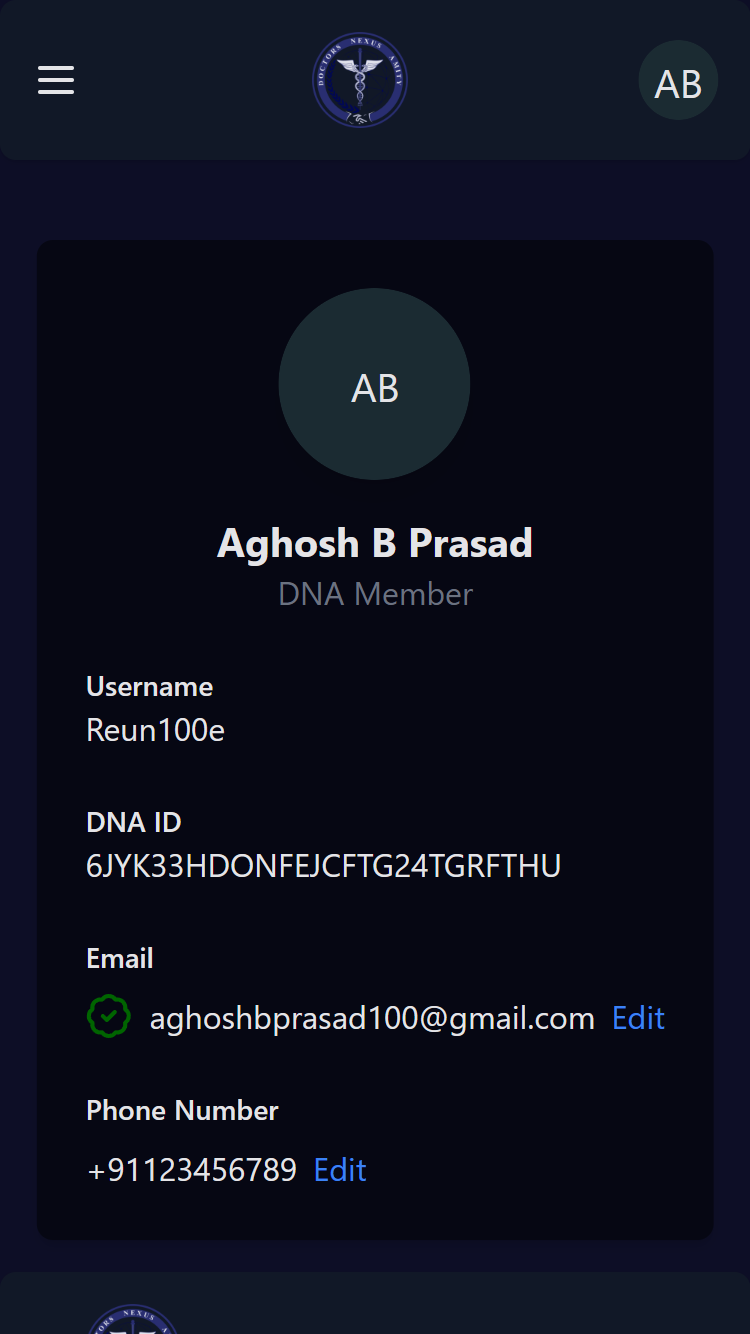 DOCTORS NEXUS AMITY
AB
AB
Aghosh B Prasad
DNA Member
Username
Reun100e
DNA ID
6JYK33HDONFEJCFTG24TGRFTHU
Email
aghoshbprasad100@gmail.com Edit
Phone Number
+91123456789 Edit
NEXUS